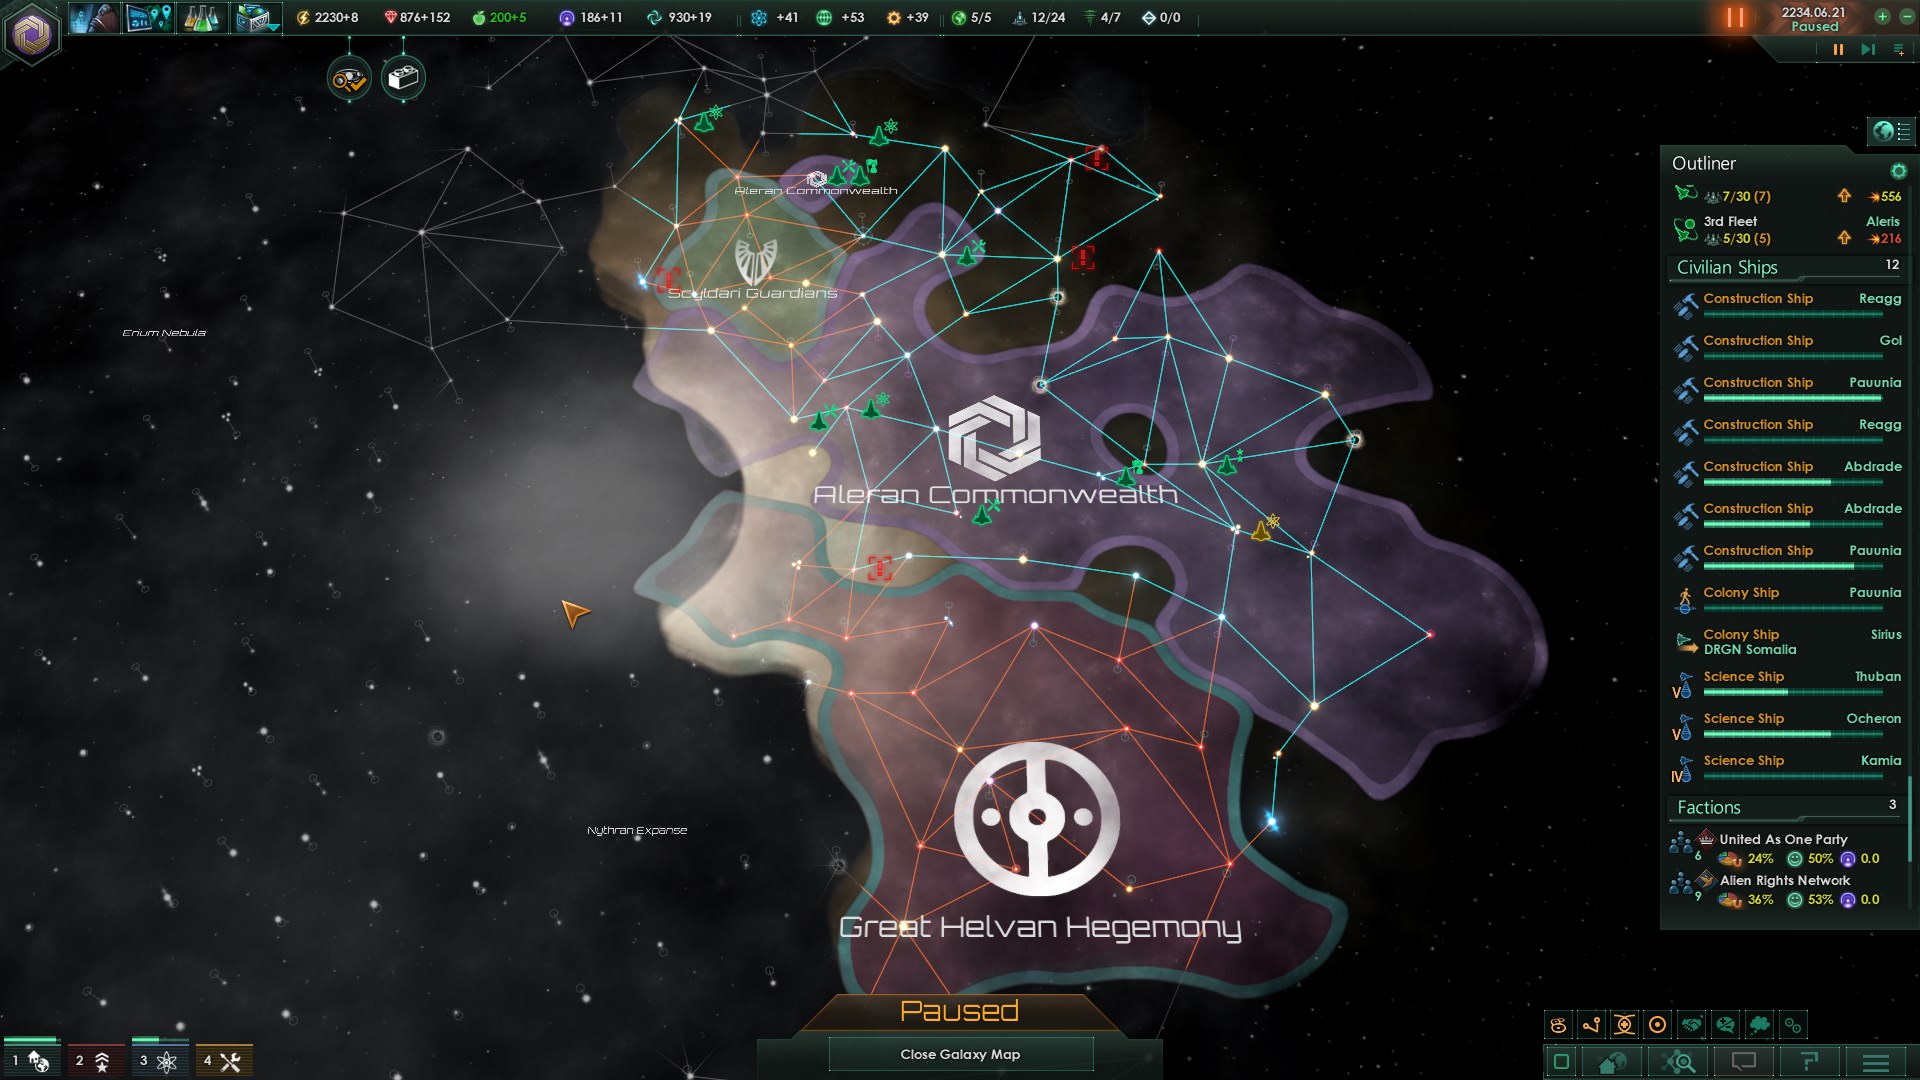 2230+8
876+152
200+5
186+11
930+19
+41
+53
+39
5/5
12/24
4/7
0/0
2234.06.21
Paused
Outliner
7/30 (7)
556
3rd Fleet
Aleris
5/30 (5)
216
Civilian Ships
12
Construction Ship
Reagg
Construction Ship
Gol
Construction Ship
Pauunia
Construction Ship
Reagg
Construction Ship
Abdrade
Construction Ship
Abdrade
Construction Ship
Pauunia
Colony Ship
Pauunia
Colony Ship
Sirius
DRGN Somalia
Science Ship
Thuban
V
Science Ship
Ocheron
V
Science Ship
Kamia
IV
Factions
3
United As One Party
6
24%
50%
0.0
Alien Rights Network
9
36%
53%
0.0
Aleran Commonwealth
Scyldari Guardians
Erium Nebula
Aleran Commonwealth
Nythran Expanse
Great Helvan Hegemony
Paused
Close Galaxy Map
1
2
3
4